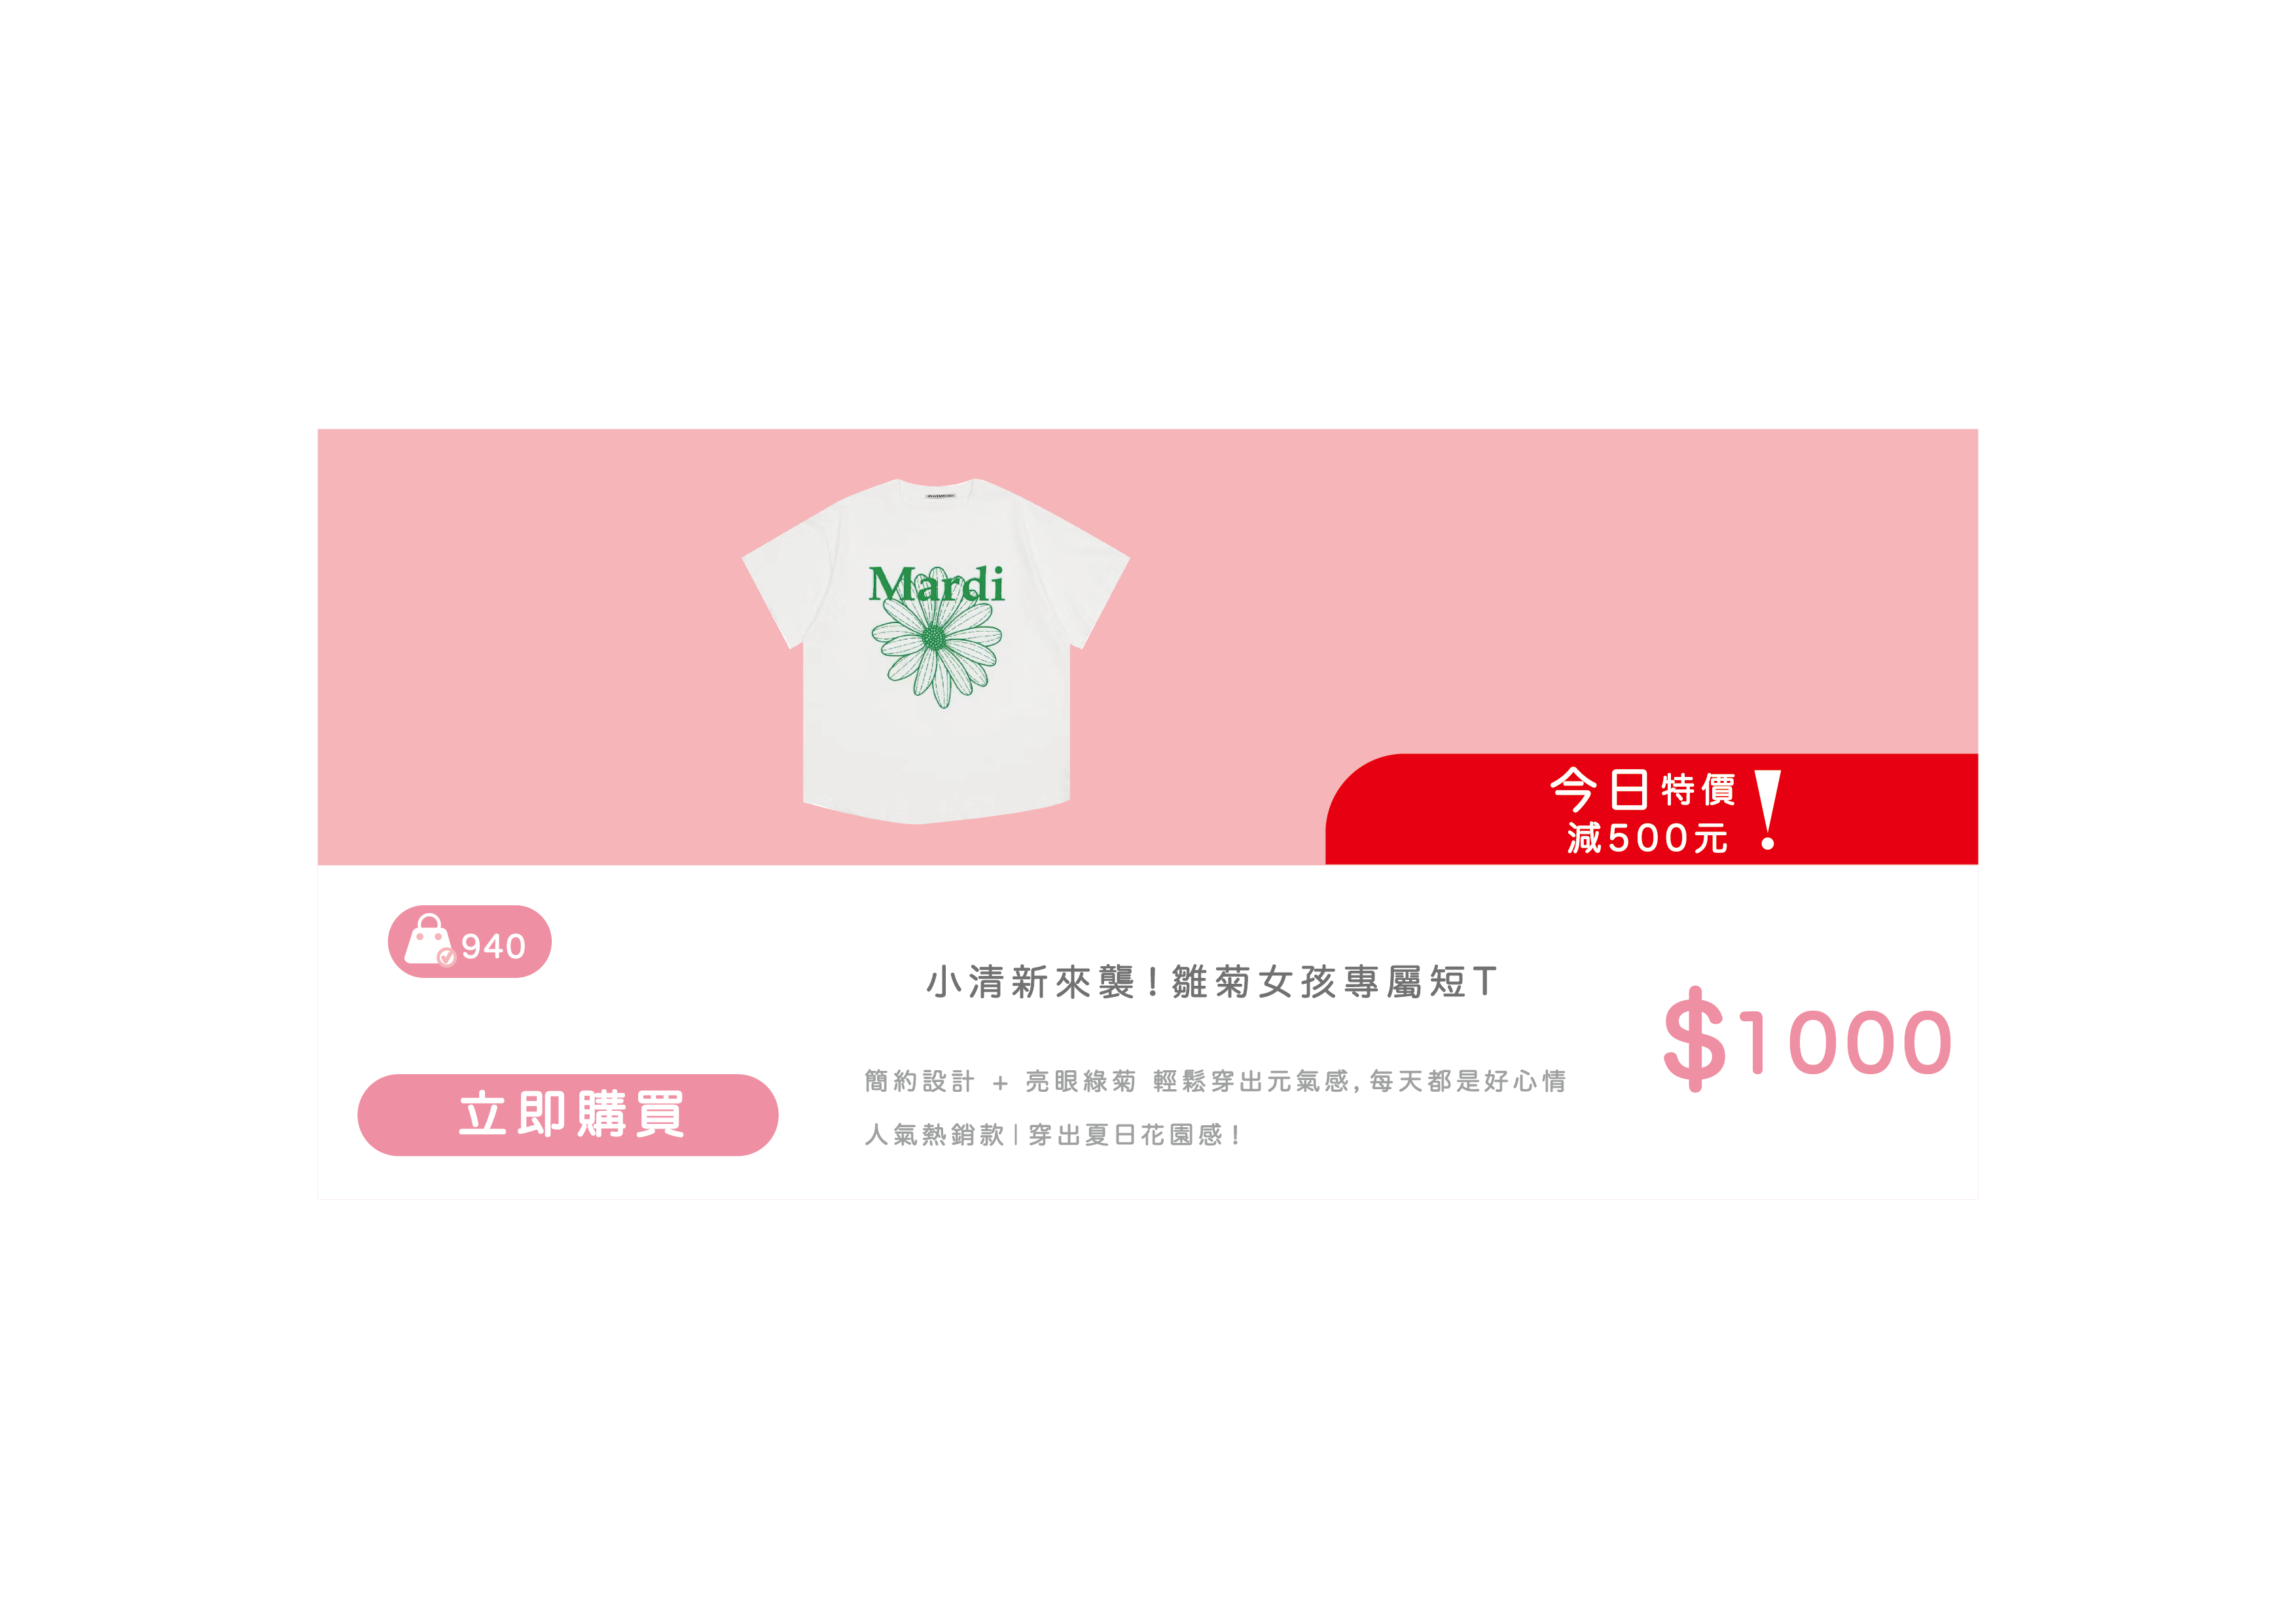 Mardi
今日特價!
減500元
940
小清新來襲!雛菊女孩專屬短T
$1000
立即購買
簡約設計 + 亮眼綠菊 輕鬆穿出元氣感,每天都是好心情
人氣熱銷款|穿出夏日花園感!